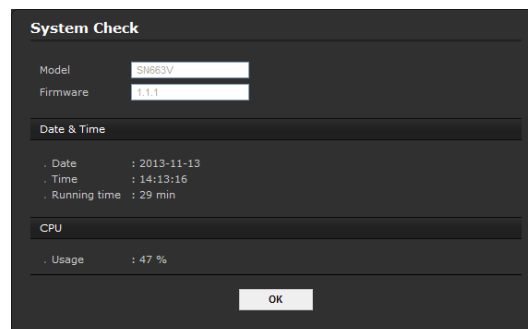 System Check
Model SN663V
Firmware 1.1.1
Date & Time
. Date : 2013-11-13
. Time : 14:13:16
. Running time : 29 min
CPU
. Usage : 47 %
OK